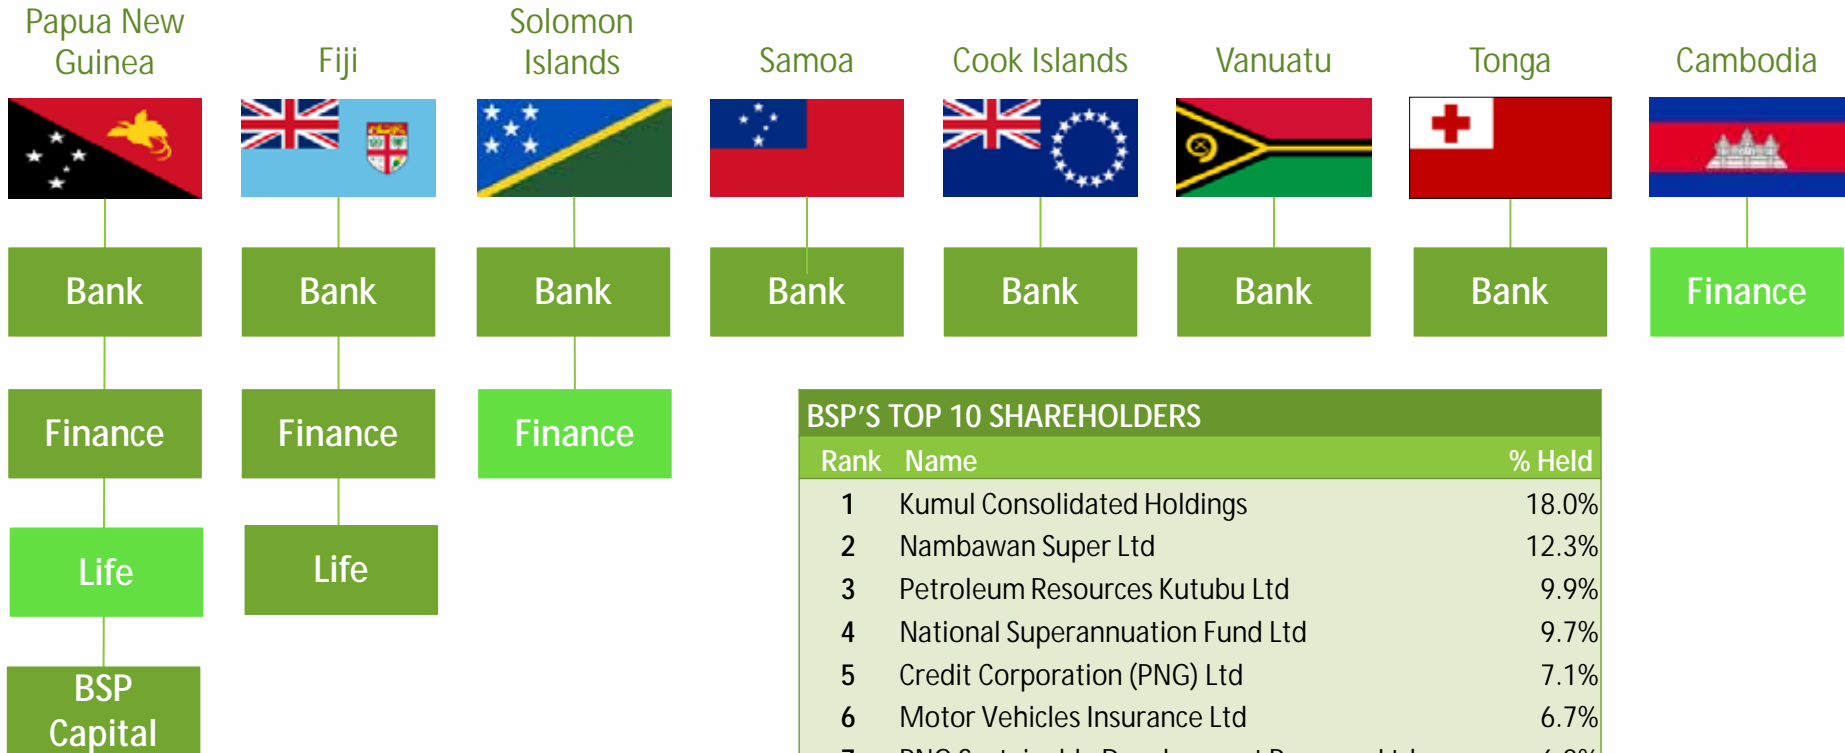 Papua New
Guinea
Fiji
Solomon
Islands
Samoa
Cook Islands
Vanuatu
Tonga
Cambodia
Bank
Bank
Bank
Bank
Bank
Bank
Bank
Finance
Finance
Finance
Finance
Life
Life
BSP
Capital
BSP'S TOP 10 SHAREHOLDERS
Rank Name % Held
1 Kumul Consolidated Holdings 18.0%
2 Nambawan Super Ltd 12.3%
3 Petroleum Resources Kutubu Ltd 9.9%
4 National Superannuation Fund Ltd 9.7%
5 Credit Corporation (PNG) Ltd 7.1%
6 Motor Vehicles Insurance Ltd 6.7%